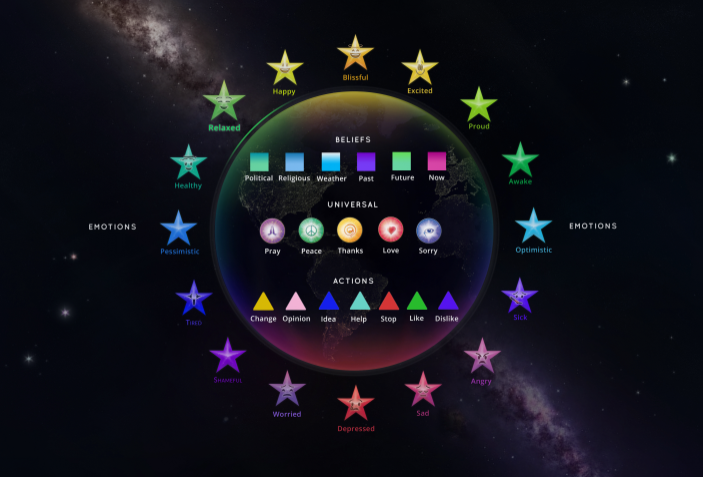 Blissful
Happy
Excited
Relaxed
Proud
BELIEFS
Political Religious Weather Past Future Now
Healthy
Awake
UNIVERSAL
EMOTIONS
EMOTIONS
Pray Peace Thanks Love Sorry
Pessimistic
Optimistic
ACTIONS
Change Opinion Idea Help Stop Like Dislike
Tired
Sick
Shameful
Angry
Worried
Sad
Depressed